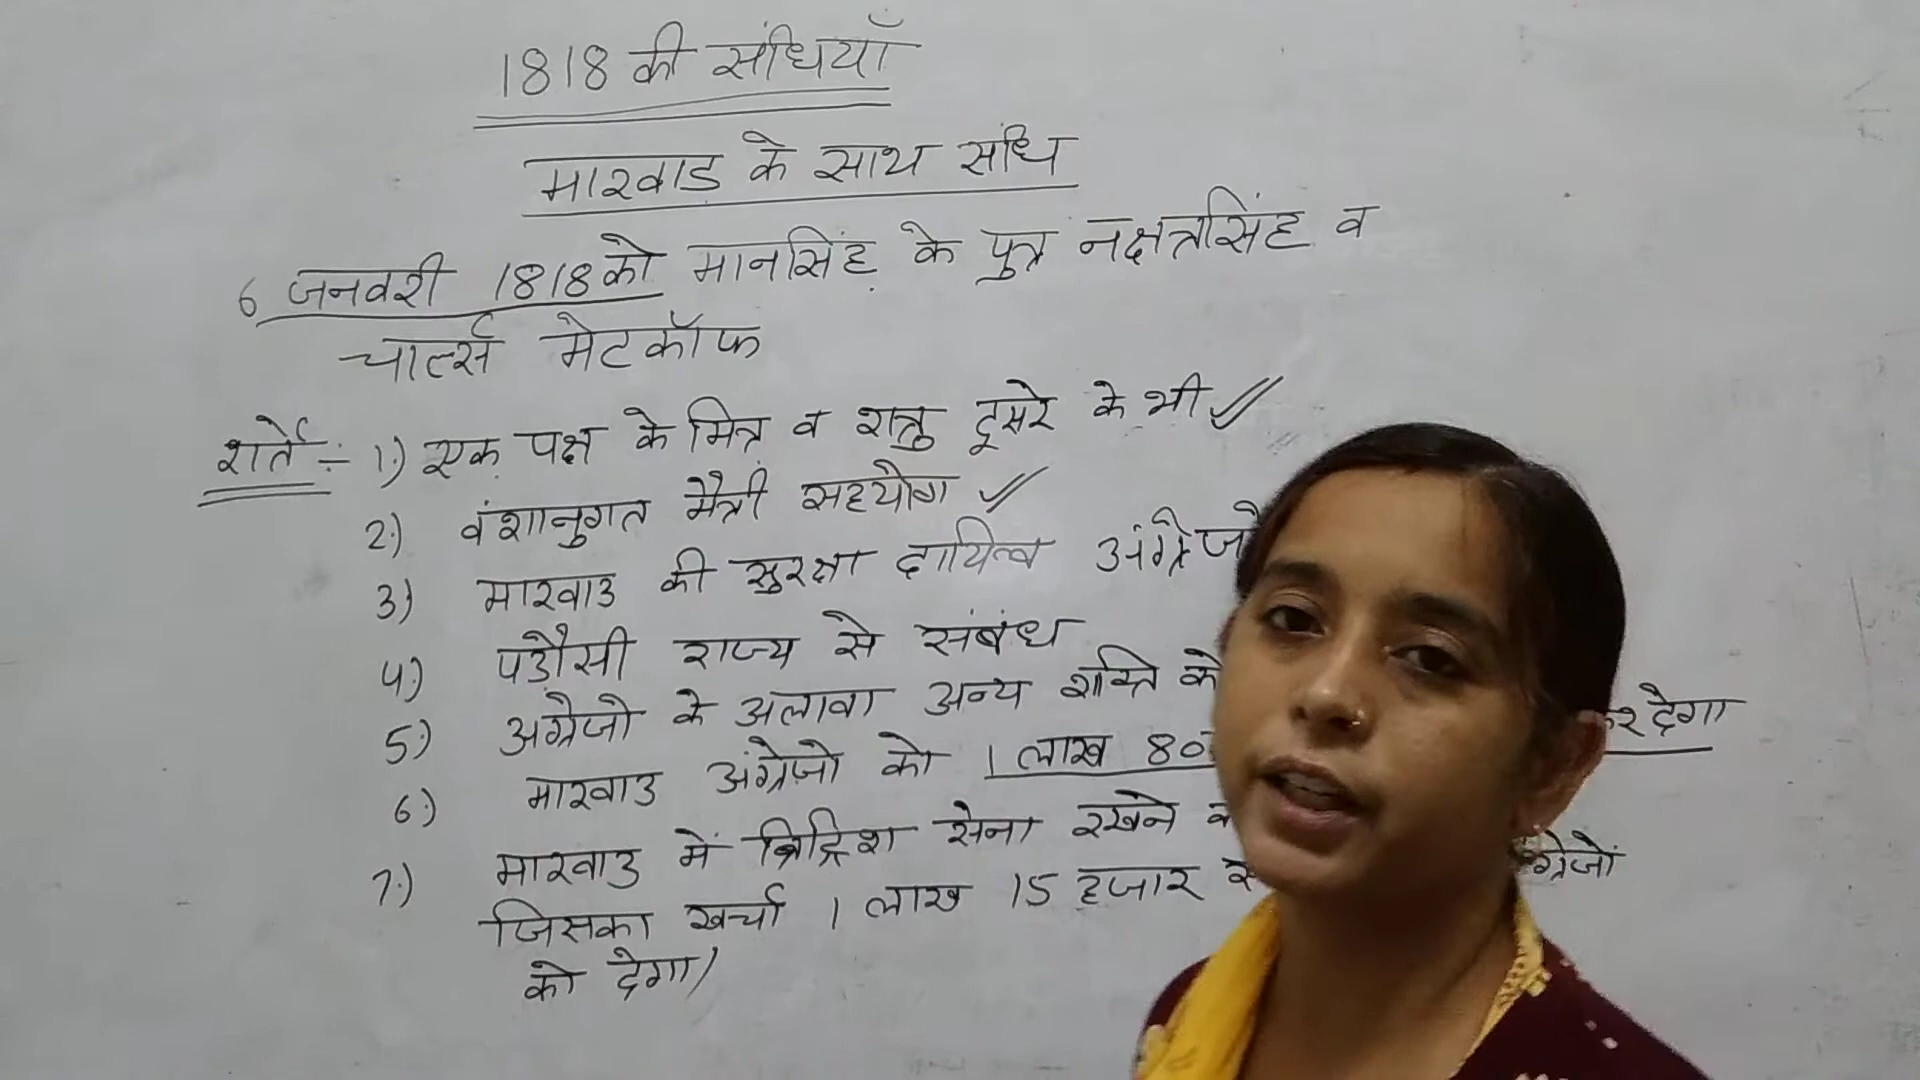 1818 की संधियाँ
मारवाड के साथ संधि
6 जनवरी 1818 को मानसिंह के पुत्र नक्षत्रसिंह व
चार्ल्स मेटकॉफ
शर्ते :- 1.) एक पक्ष के मित्र व शत्रु दूसरे के भी ✓
2.) वंशानुगत मैत्री सहयोग ✓
3.) मारवाड की सुरक्षा दायित्व
4.) पडौसी राज्य से संबंध
5.) अंग्रेजो के अलावा अन्य शक्ति को कर देगा
6.) मारवाड अंग्रेजो को 1 लाख
7.) मारवाड में ब्रिट्रिश सेना रखने
जिसका खर्चा 1 लाख 15 हजार
को देगा/